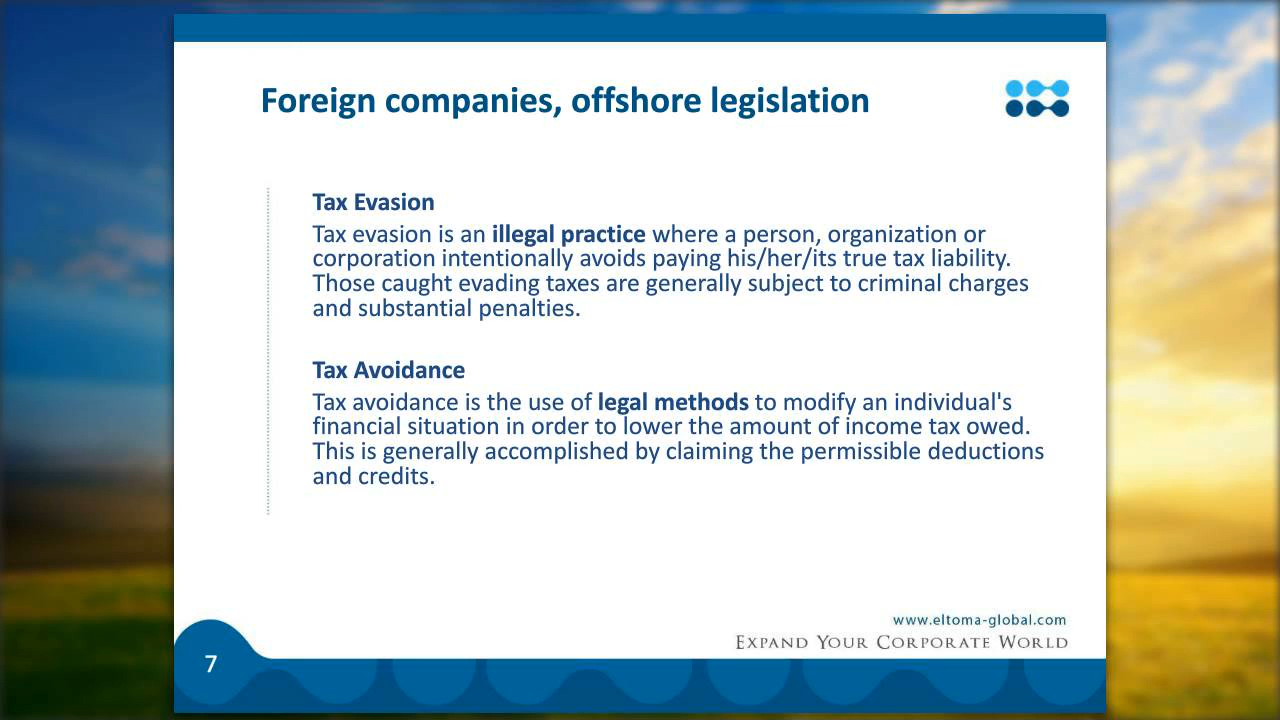 Foreign companies, offshore legislation
Tax Evasion
Tax evasion is an illegal practice where a person, organization or
corporation intentionally avoids paying his/her/its true tax liability.
Those caught evading taxes are generally subject to criminal charges
and substantial penalties.
Tax Avoidance
Tax avoidance is the use of legal methods to modify an individual's
financial situation in order to lower the amount of income tax owed.
This is generally accomplished by claiming the permissible deductions
and credits.
www.eltoma-global.com
Expand Your Corporate World
7